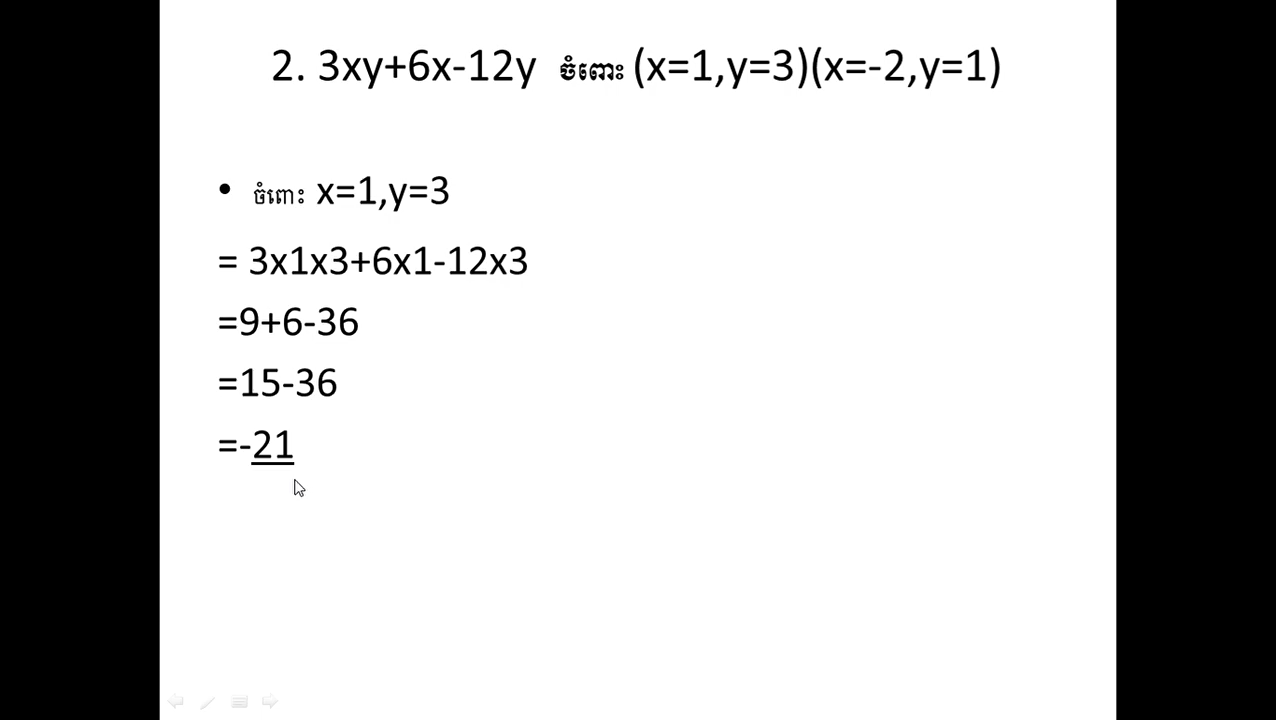 2. 3xy+6x-12y ចំពោះ (x=1,y=3)(x=-2,y=1)
• ចំពោះ x=1,y=3
= 3x1x3+6x1-12x3
=9+6-36
=15-36
=-21